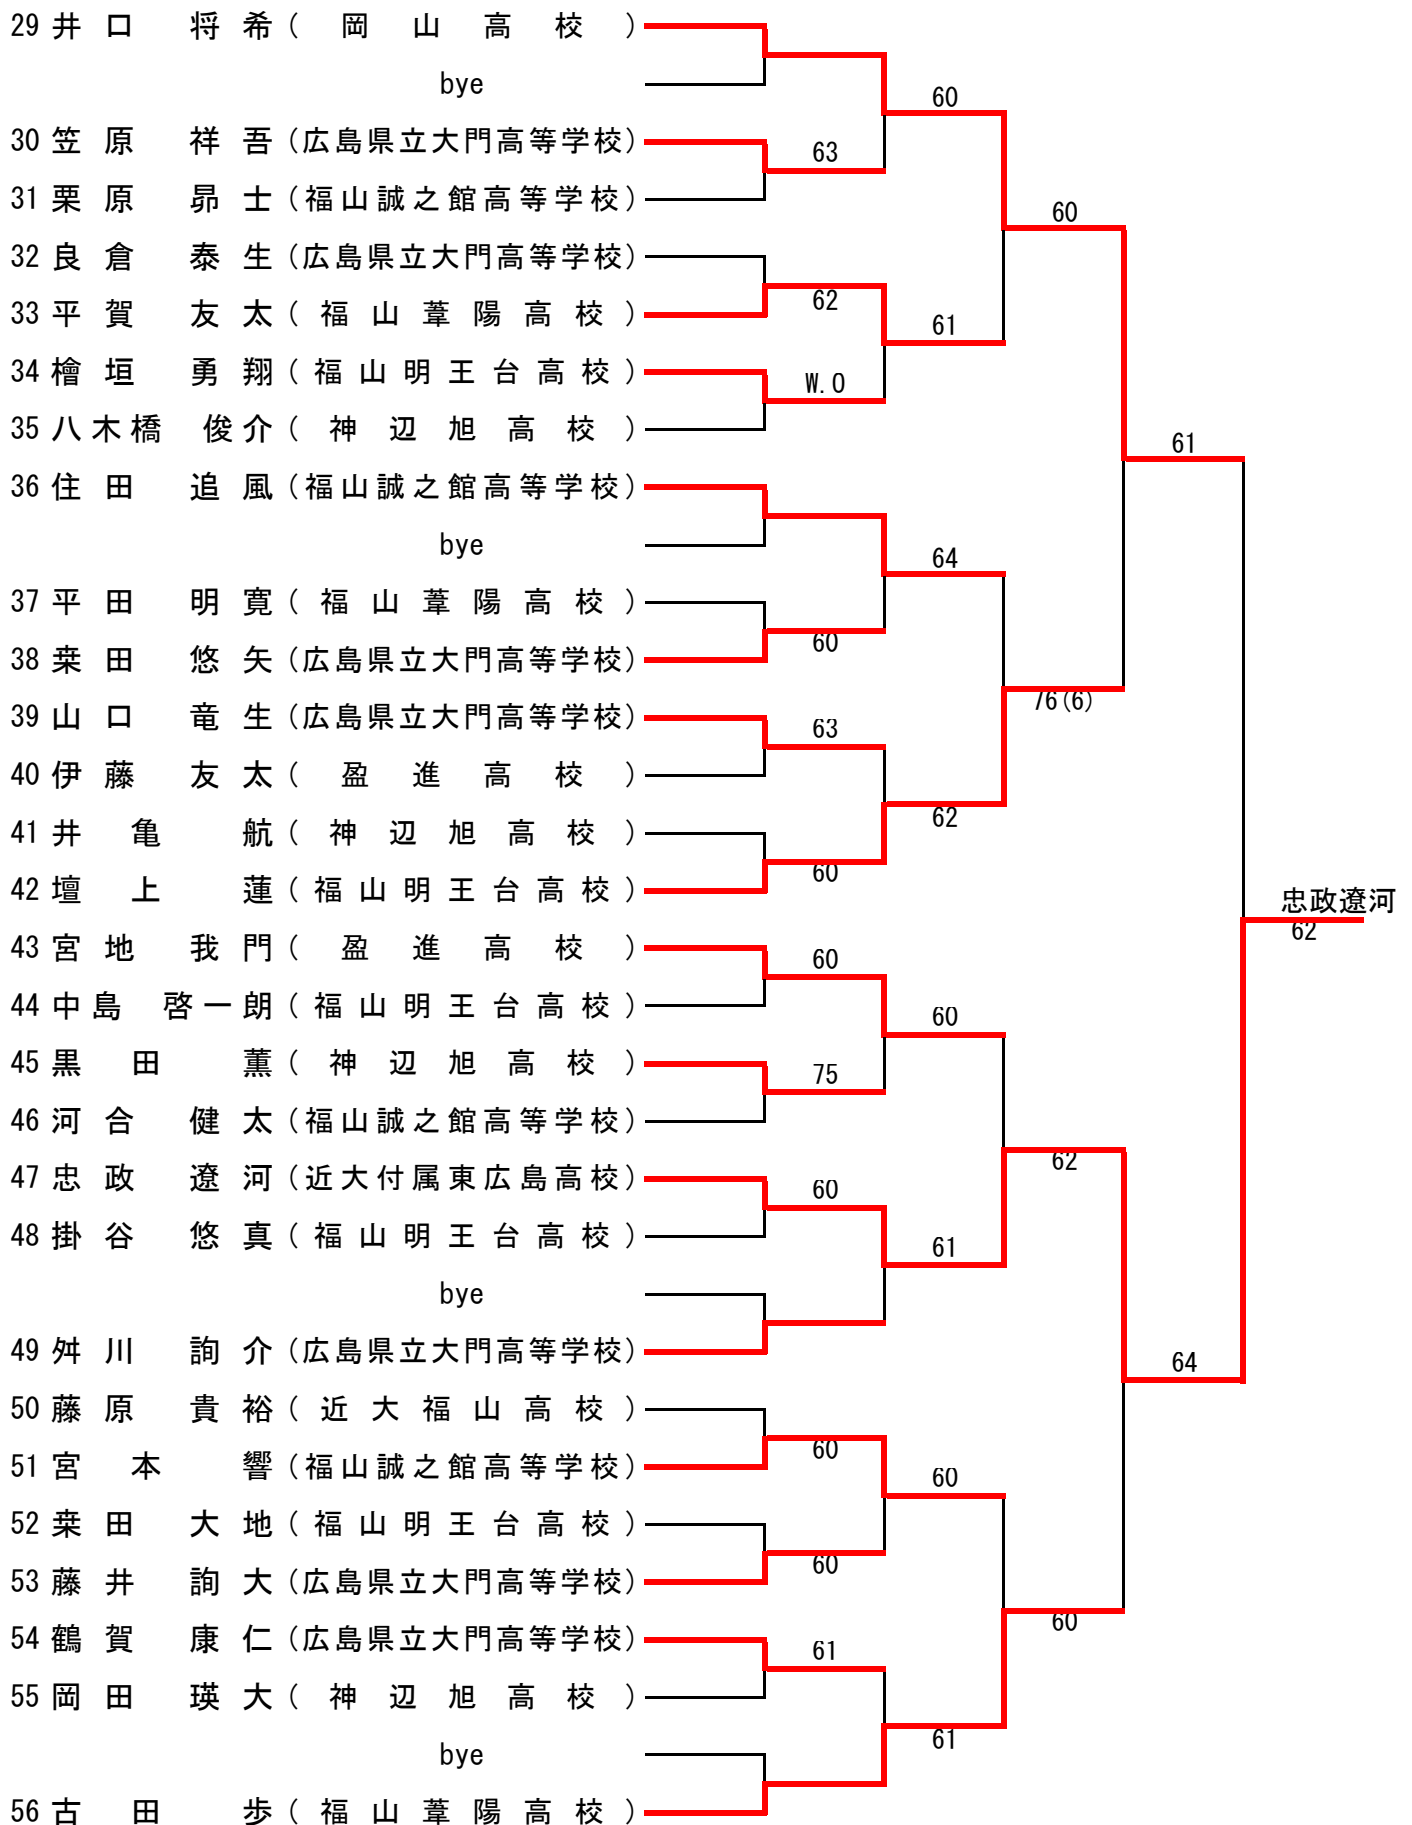 29 井口 将希 (岡山高校)
bye
60
30 笠原 祥吾 (広島県立大門高等学校)
63
31 栗原 昴士 (福山誠之館高等学校)
60
32 良倉 泰生 (広島県立大門高等学校)
62
33 平賀 友太 (福山葦陽高校)
61
34 檜垣 勇翔 (福山明王台高校)
W.O
35 八木橋 俊介 (神辺旭高校)
61
36 住田 追風 (福山誠之館高等学校)
bye
64
37 平田 明寛 (福山葦陽高校)
60
38 桒田 悠矢 (広島県立大門高等学校)
76(6)
39 山口 竜生 (広島県立大門高等学校)
63
40 伊藤 友太 (盈進高校)
62
41 井亀 航 (神辺旭高校)
60
42 壇上 蓮 (福山明王台高校)
忠政遼河
62
43 宮地 我門 (盈進高校)
60
44 中島 啓一朗 (福山明王台高校)
60
45 黒田 薫 (神辺旭高校)
75
46 河合 健太 (福山誠之館高等学校)
62
47 忠政 遼河 (近大付属東広島高校)
60
48 掛谷 悠真 (福山明王台高校)
61
bye
49 舛川 詢介 (広島県立大門高等学校)
64
50 藤原 貴裕 (近大福山高校)
60
51 宮本 響 (福山誠之館高等学校)
60
52 桒田 大地 (福山明王台高校)
60
53 藤井 詢大 (広島県立大門高等学校)
60
54 鶴賀 康仁 (広島県立大門高等学校)
61
55 岡田 瑛大 (神辺旭高校)
61
bye
56 古田 歩 (福山葦陽高校)